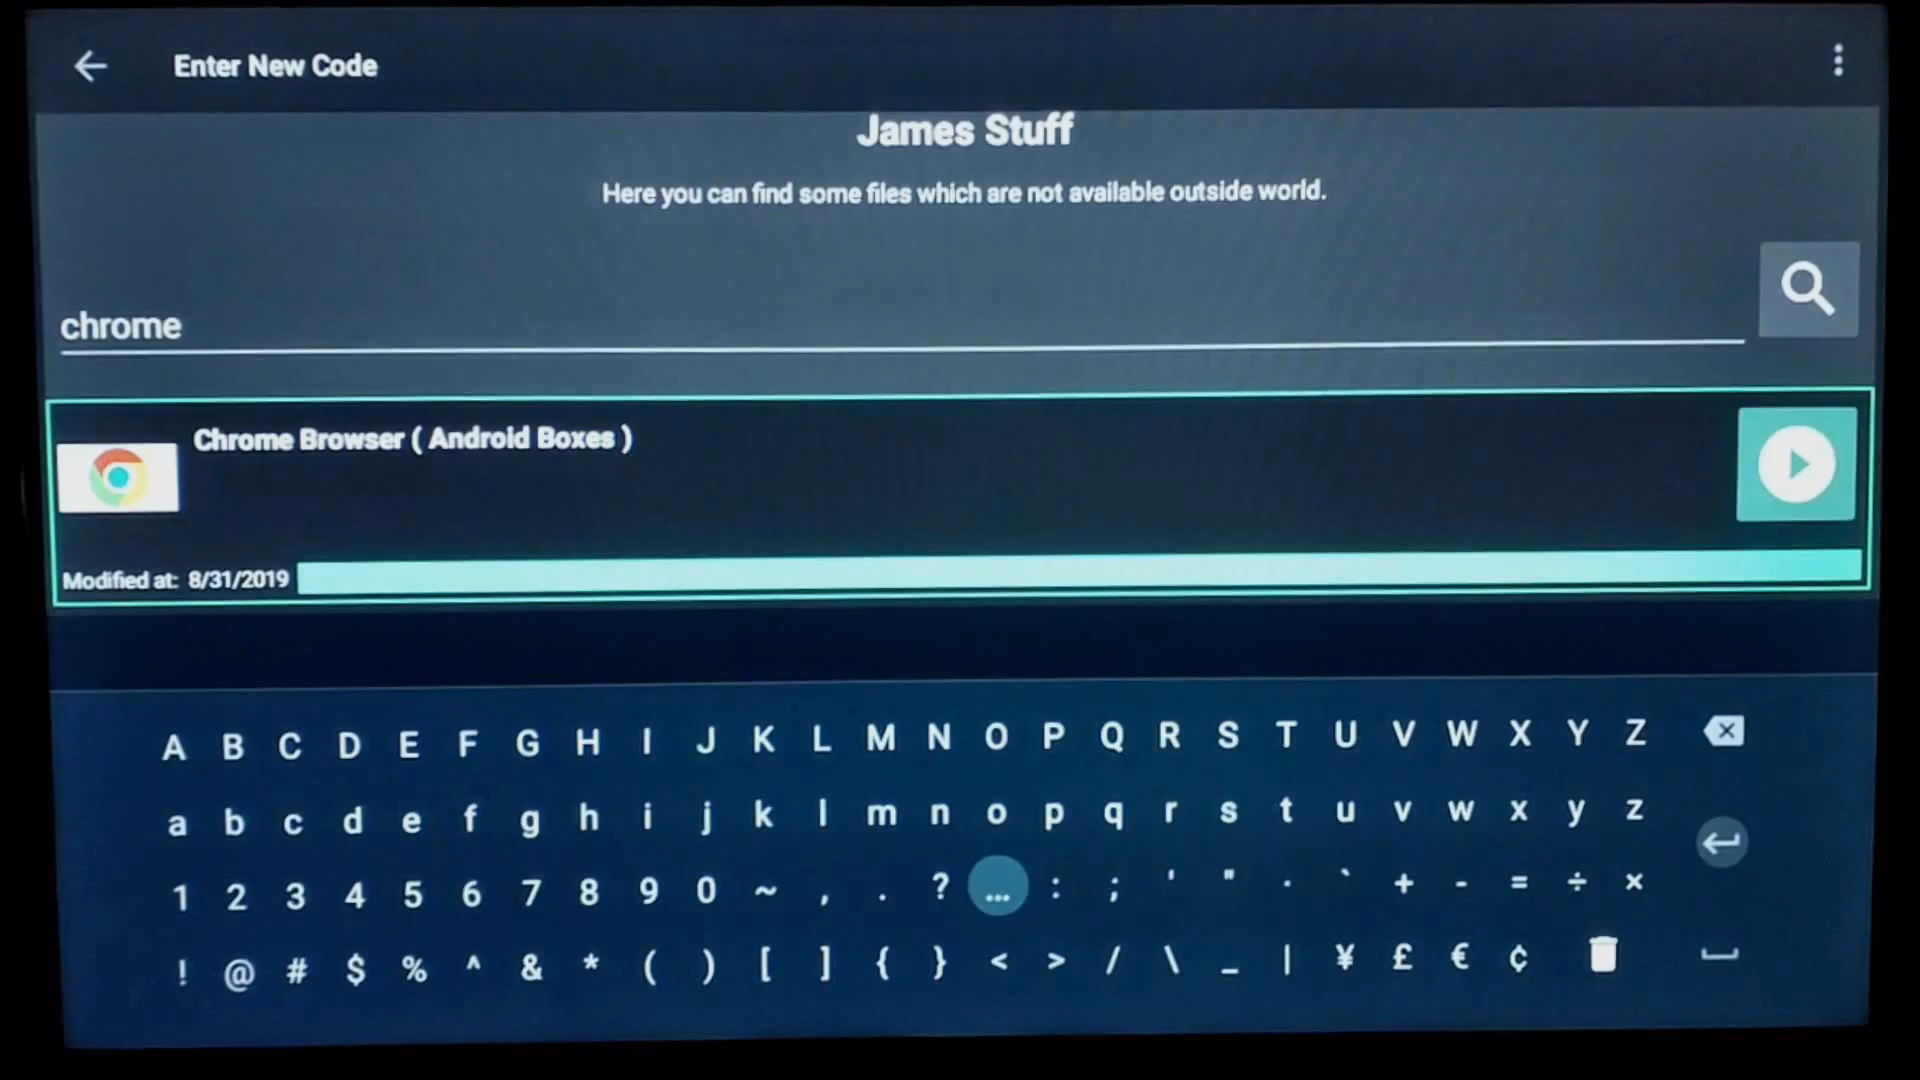 Enter New Code
James Stuff
Here you can find some files which are not available outside world.
chrome
Chrome Browser ( Android Boxes )
Modified at: 8/31/2019
A B C D E F G H I J K L M N O P Q R S T U V W X Y Z
a b c d e f g h i j k l m n o p q r s t u v w x y z
1 2 3 4 5 6 7 8 9 0 ~ , . ? ... : ; ' " · ` + - = ÷ ×
! @ # $ % ^ & * ( ) [ ] { } < > / \ _ | ¥ £ € ¢